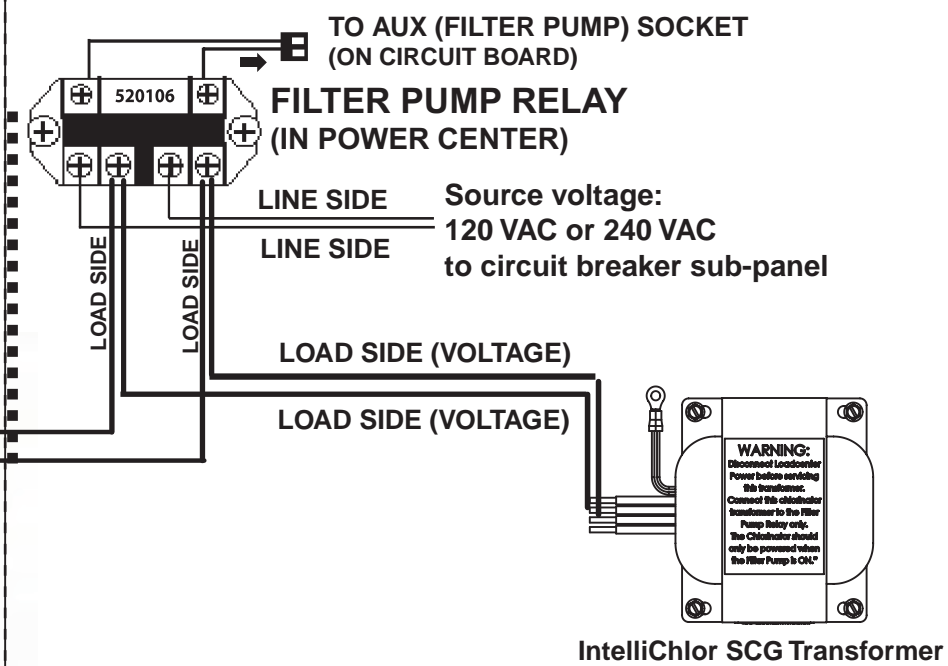 TO AUX (FILTER PUMP) SOCKET
(ON CIRCUIT BOARD)
520106
FILTER PUMP RELAY
(IN POWER CENTER)
LINE SIDE
LINE SIDE
Source voltage:
120 VAC or 240 VAC
to circuit breaker sub-panel
LOAD SIDE
LOAD SIDE
LOAD SIDE (VOLTAGE)
LOAD SIDE (VOLTAGE)
WARNING:
Disconnect Loadcenter
Power before servicing
this transformer.
Connect this chlorinator
transformer to the Filter
Pump Relay only.
The Chlorinator should
only be powered when
the Filter Pump is ON."
IntelliChlor SCG Transformer